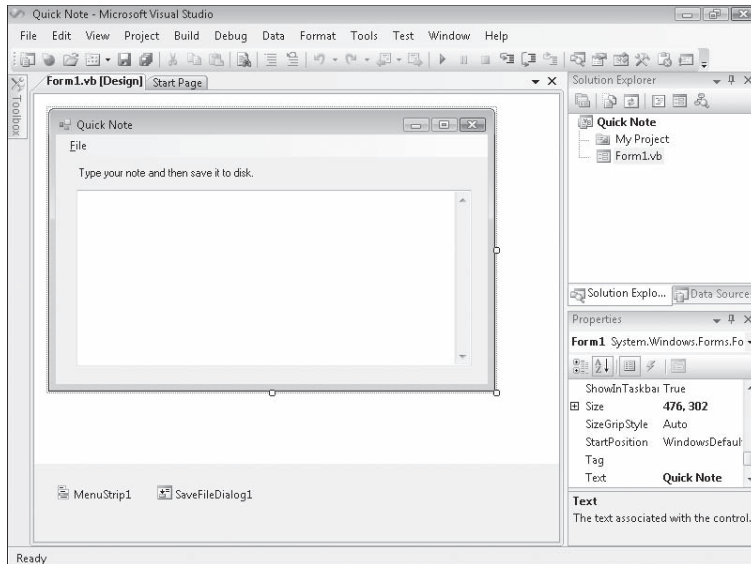 Quick Note - Microsoft Visual Studio
File Edit View Project Build Debug Data Format Tools Test Window Help
Toolbox
Form1.vb [Design] Start Page
Quick Note
File
Type your note and then save it to disk.
MenuStrip1 SaveFileDialog1
Solution Explorer
Quick Note
My Project
Form1.vb
Solution Explo... Data Source
Properties
Form1 System.Windows.Forms.Fo
ShowInTaskbar True
Size 476, 302
SizeGripStyle Auto
StartPosition WindowsDefaul
Tag
Text Quick Note
Text
The text associated with the control.
Ready